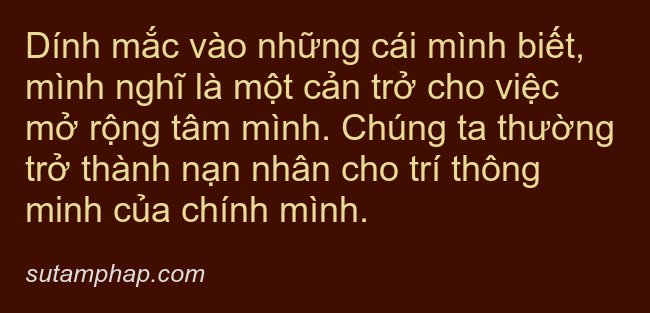 Dính mắc vào những cái mình biết,
mình nghĩ là một cản trở cho việc
mở rộng tâm mình. Chúng ta thường
trở thành nạn nhân cho trí thông
minh của chính mình.
sutamphap.com